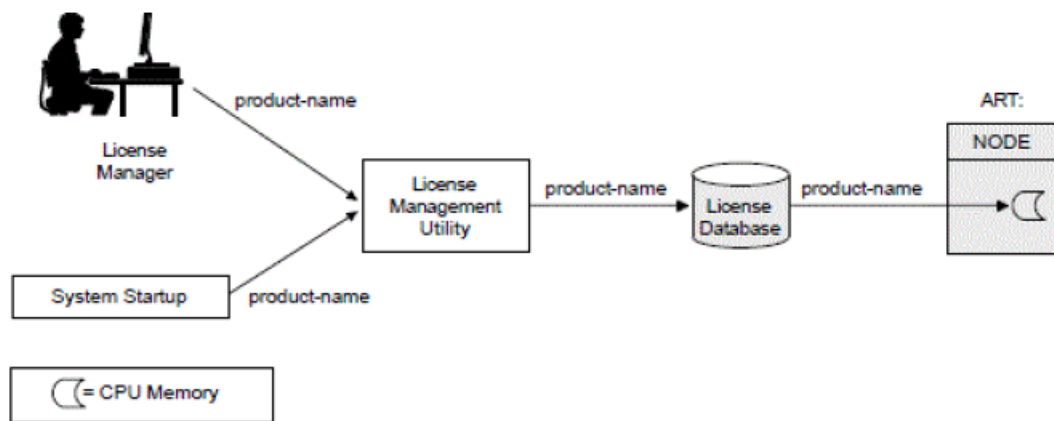 product-name
ART:
License
Manager
NODE
License
Management
Utility
product-name
License
Database
product-name
System Startup
product-name
= CPU Memory